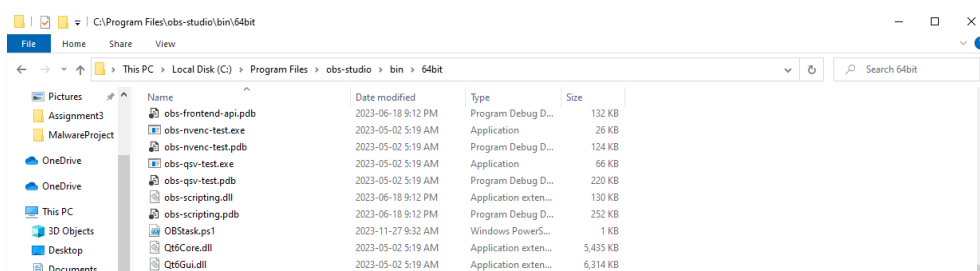 C:\Program Files\obs-studio\bin\64bit
File Home Share View
This PC > Local Disk (C:) > Program Files > obs-studio > bin > 64bit Search 64bit
Pictures
Assignment3
MalwareProject
OneDrive
OneDrive
This PC
3D Objects
Desktop
Documents
Name Date modified Type Size
obs-frontend-api.pdb 2023-06-18 9:12 PM Program Debug D... 132 KB
obs-nvenc-test.exe 2023-05-02 5:19 AM Application 26 KB
obs-nvenc-test.pdb 2023-05-02 5:19 AM Program Debug D... 124 KB
obs-qsv-test.exe 2023-05-02 5:19 AM Application 66 KB
obs-qsv-test.pdb 2023-05-02 5:19 AM Program Debug D... 220 KB
obs-scripting.dll 2023-06-18 9:12 PM Application exten... 130 KB
obs-scripting.pdb 2023-06-18 9:12 PM Program Debug D... 252 KB
OBStask.ps1 2023-11-27 9:32 AM Windows PowerS... 1 KB
Qt6Core.dll 2023-05-02 5:19 AM Application exten... 5,435 KB
Qt6Gui.dll 2023-05-02 5:19 AM Application exten... 6,314 KB